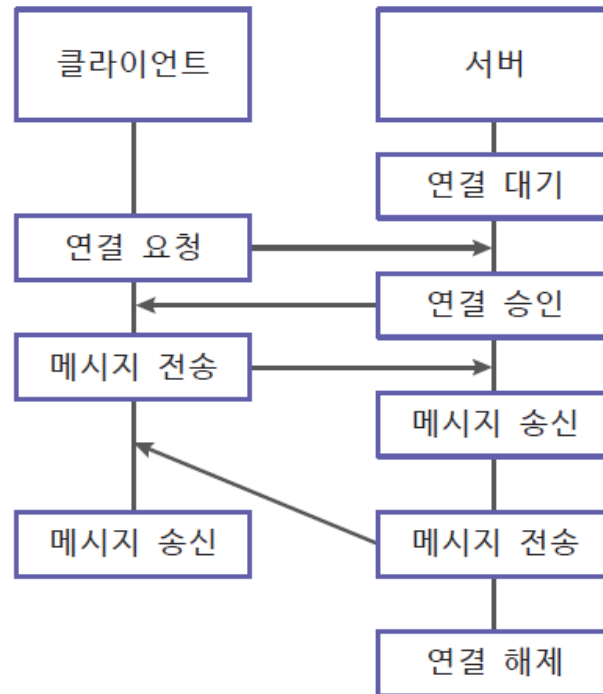 클라이언트
서버
연결 대기
연결 요청
연결 승인
메시지 전송
메시지 송신
메시지 송신
메시지 전송
연결 해제